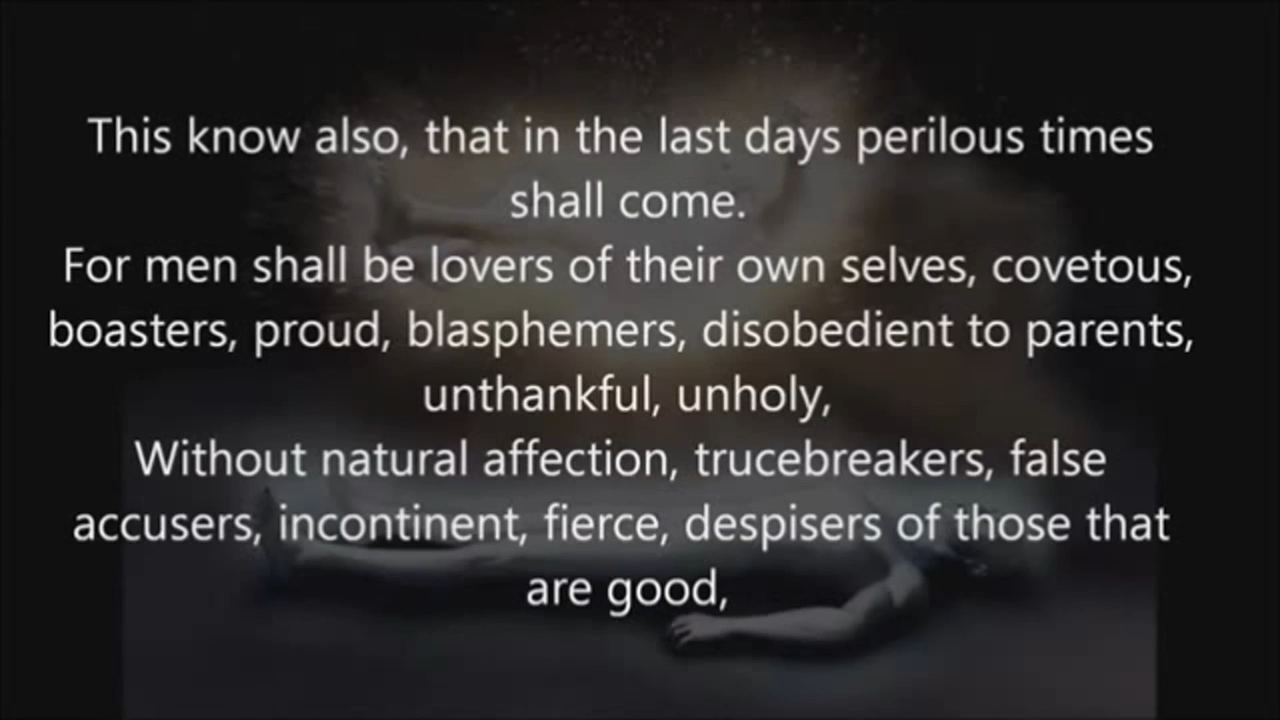 This know also, that in the last days perilous times
shall come.
For men shall be lovers of their own selves, covetous,
boasters, proud, blasphemers, disobedient to parents,
unthankful, unholy,
Without natural affection, trucebreakers, false
accusers, incontinent, fierce, despisers of those that
are good,